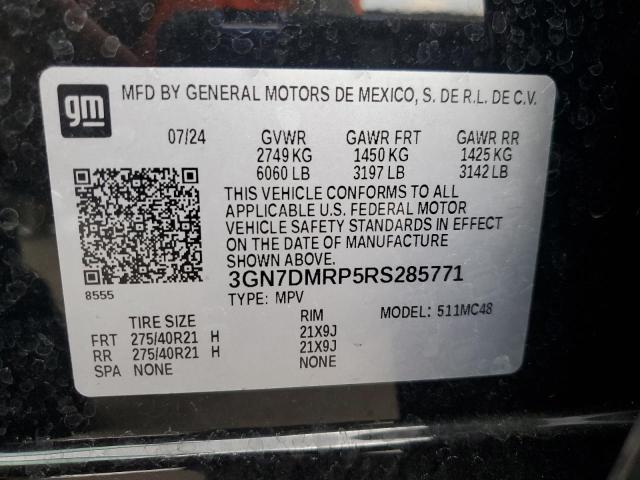 gm MFD BY GENERAL MOTORS DE MEXICO, S. DE R.L. DE C.V.
07/24 GVWR GAWR FRT GAWR RR
2749 KG 1450 KG 1425 KG
6060 LB 3197 LB 3142 LB
THIS VEHICLE CONFORMS TO ALL
APPLICABLE U.S. FEDERAL MOTOR
VEHICLE SAFETY STANDARDS IN EFFECT
ON THE DATE OF MANUFACTURE
SHOWN ABOVE.
8555 3GN7DMRP5RS285771
TYPE: MPV MODEL: 511MC48
TIRE SIZE RIM
FRT 275/40R21 H 21X9J
RR 275/40R21 H 21X9J
SPA NONE NONE